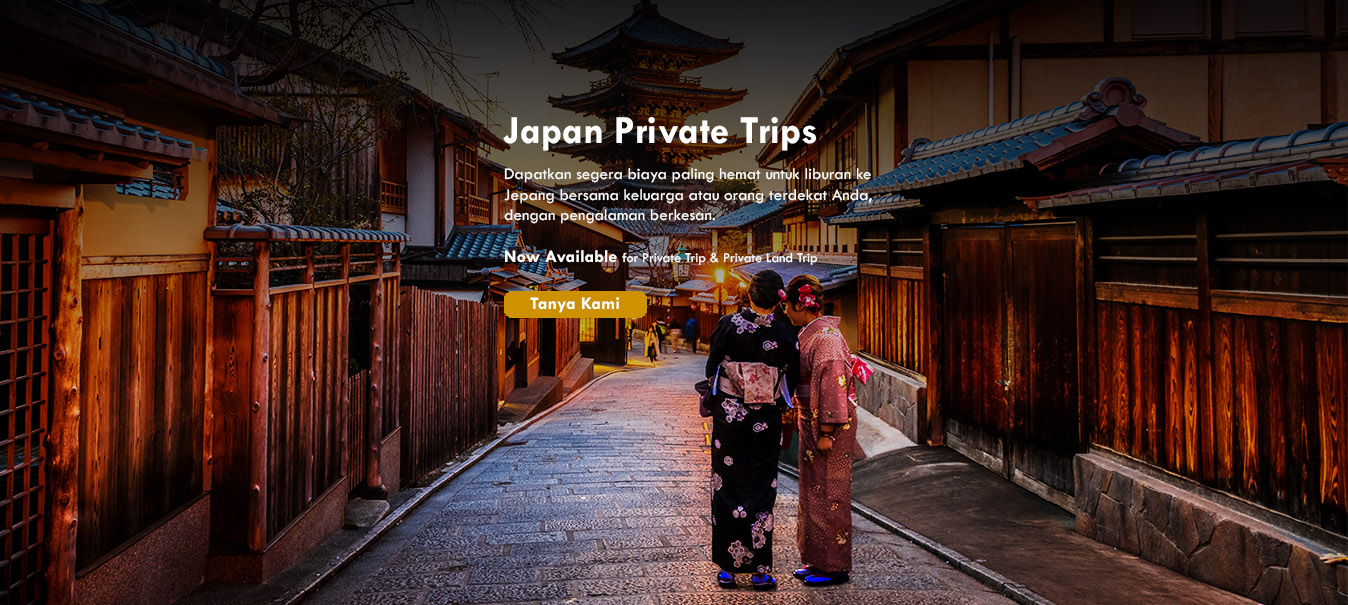 Japan Private Trips
Dapatkan segera biaya paling hemat untuk liburan ke
Jepang bersama keluarga atau orang terdekat Anda,
dengan pengalaman berkesan.
Now Available for Private Trip & Private Land Trip
Tanya Kami